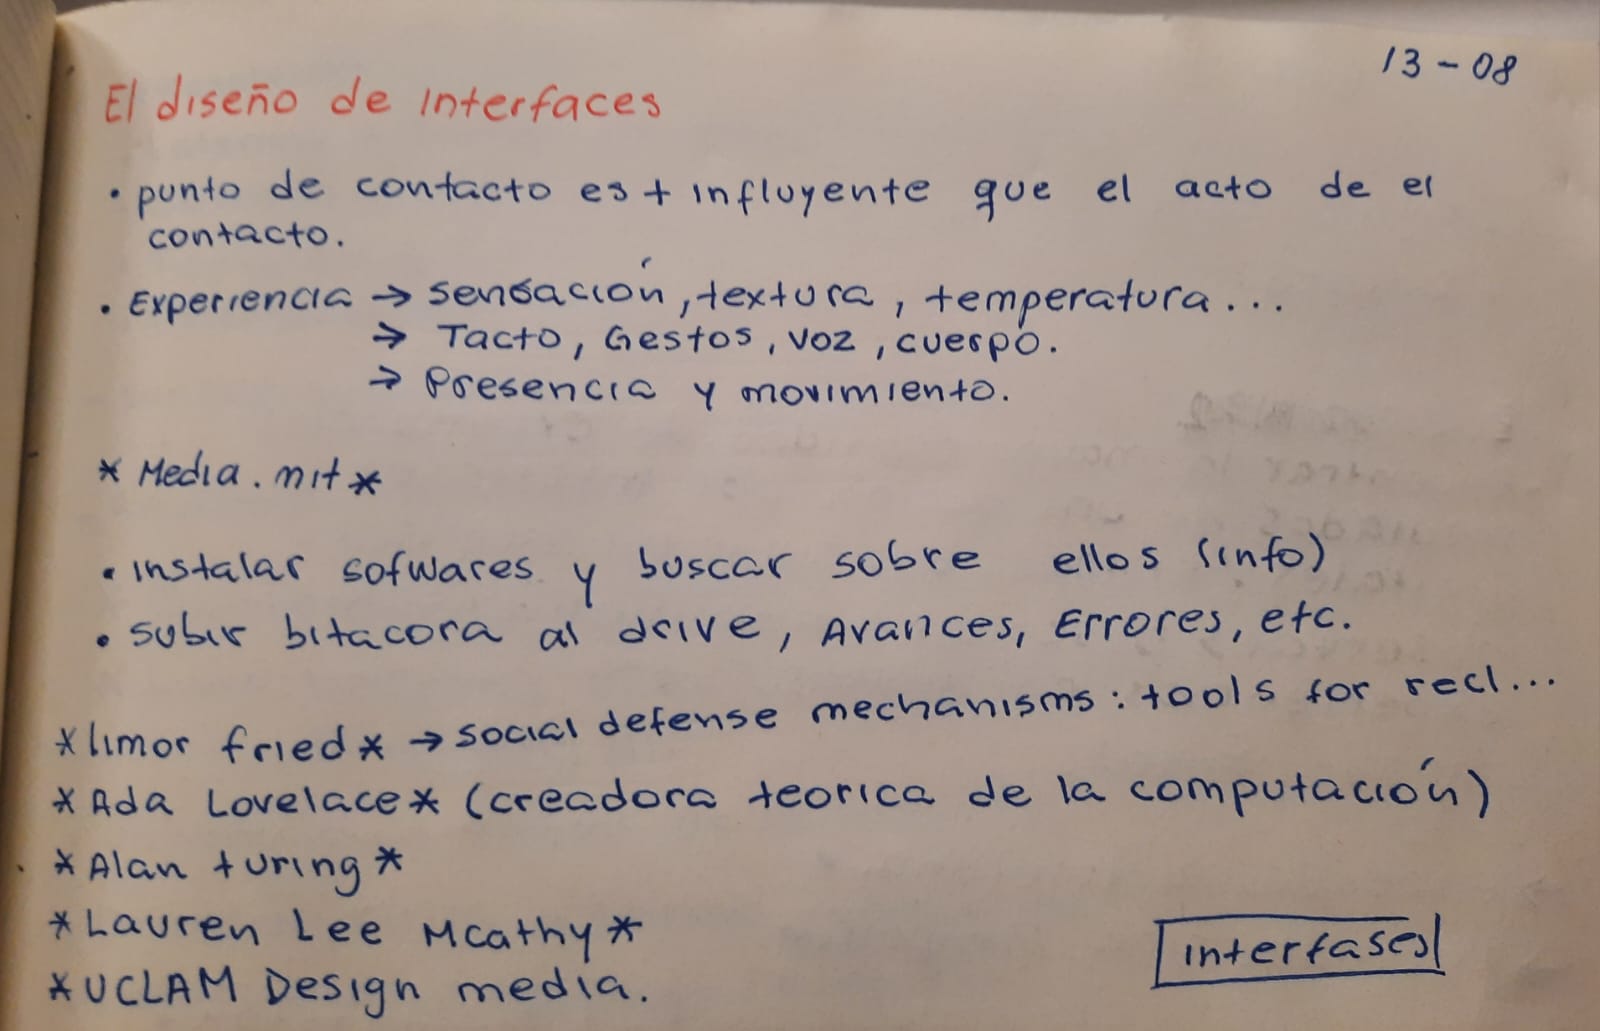 13-08
El diseño de interfaces
• punto de contacto es + influyente que el acto de el
contacto.
• Experiencia → sensación, textura, temperatura...
→ Tacto, Gestos, voz, cuerpo.
→ Presencia y movimiento.
* Media.mit *
• instalar sofwares y buscar sobre ellos (info)
• subir bitacora al drive, Avances, Errores, etc.
*limor fried* → social defense mechanisms: tools for recl...
*Ada Lovelace* (creadora teorica de la computación)
*Alan turing*
*Lauren Lee Mcathy*
*UCLAM Design media.
interfases